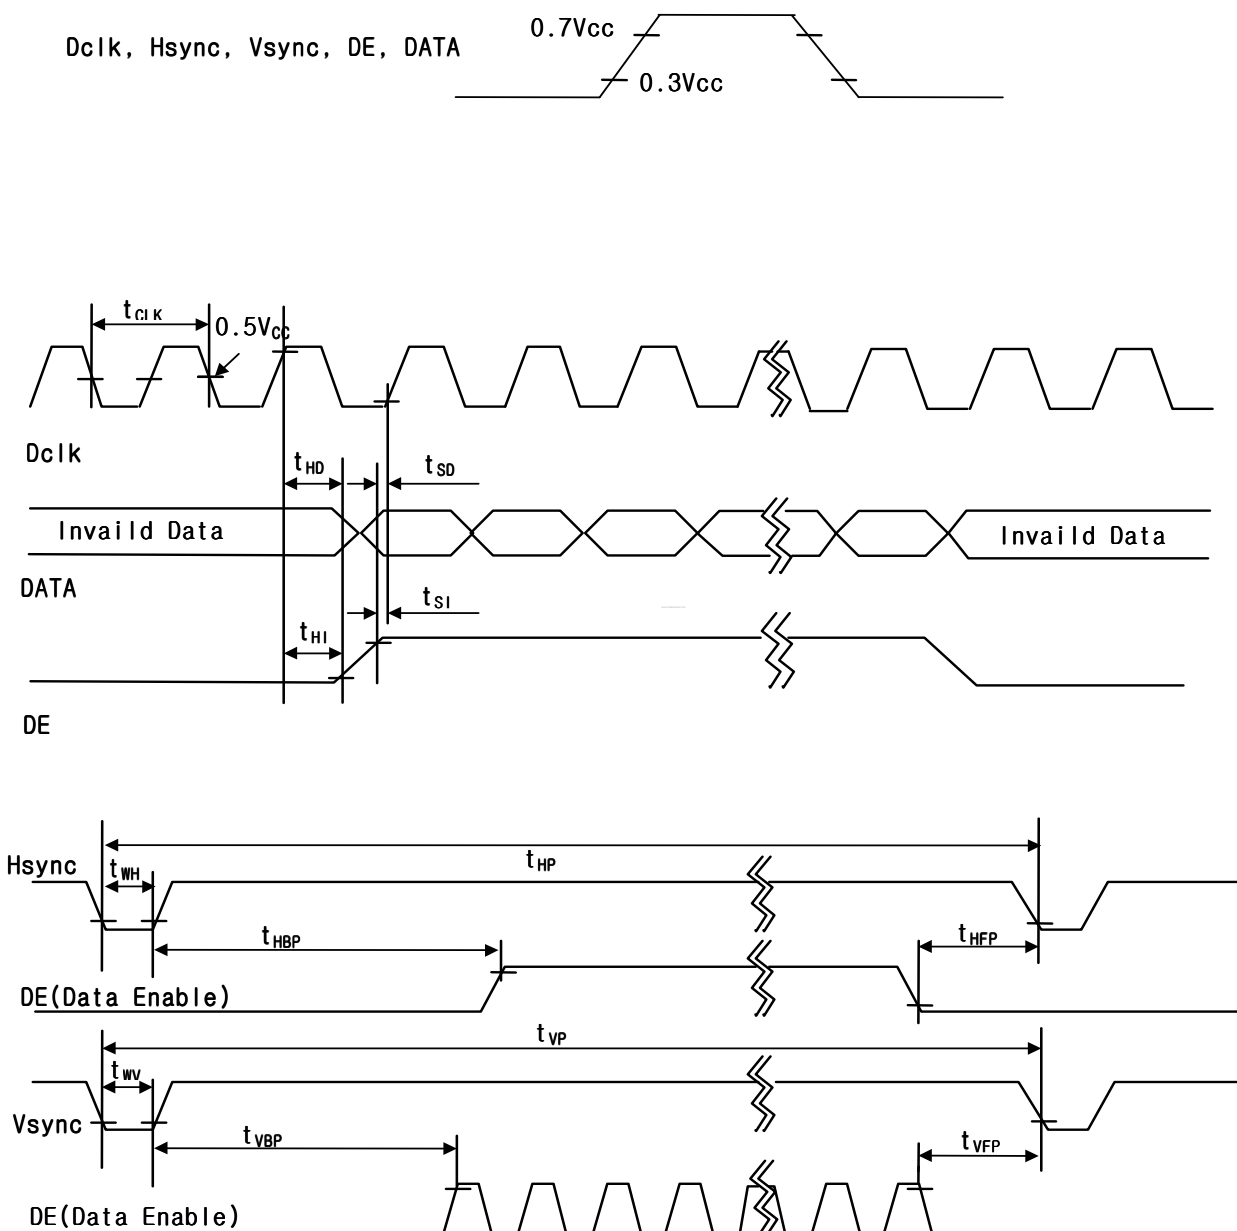 0.7Vcc
Dclk, Hsync, Vsync, DE, DATA
0.3Vcc
tCLK
0.5VCC
Dclk
tHD
tSD
Invaild Data
Invaild Data
DATA
tSI
tHI
DE
Hsync
tWH
tHP
tHBP
tHFP
DE(Data Enable)
tVP
tWV
Vsync
tVBP
tVFP
DE(Data Enable)